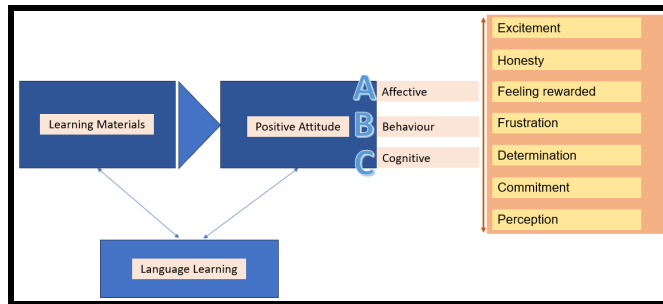 Learning Materials
Positive Attitude
A Affective
B Behaviour
C Cognitive
Excitement
Honesty
Feeling rewarded
Frustration
Determination
Commitment
Perception
Language Learning